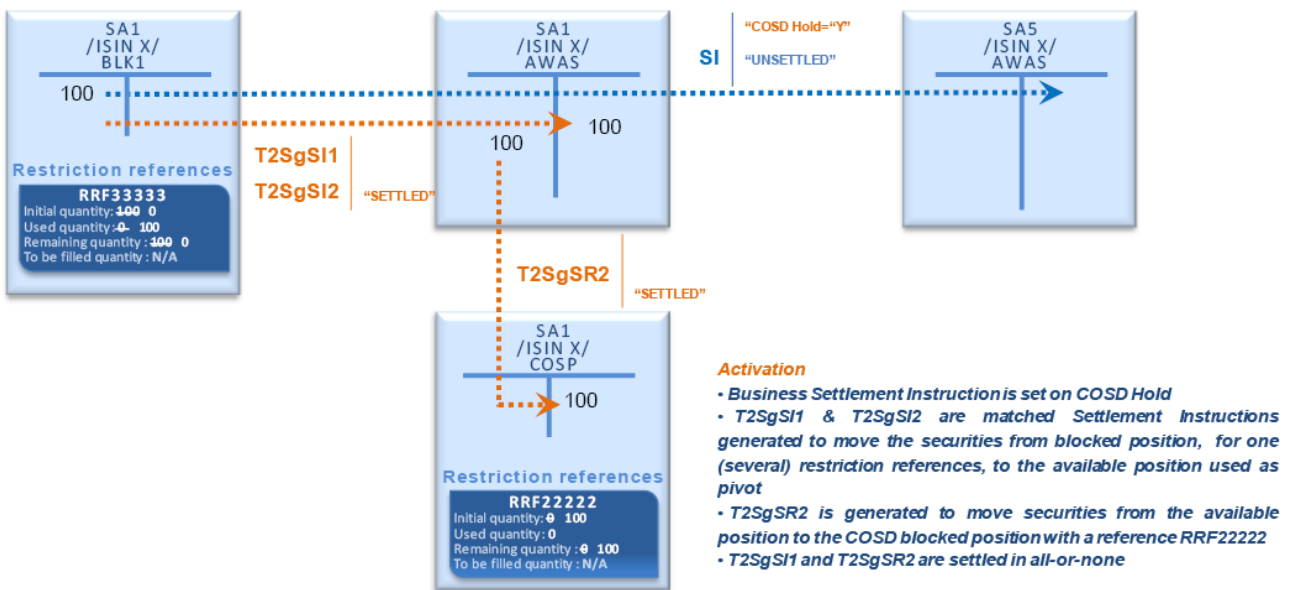 SA1
/ISIN X/
BLK1
100
Restriction references
RRF33333
Initial quantity: 100 0
Used quantity: 0 100
Remaining quantity : 100 0
To be filled quantity : N/A
T2SgSI1
T2SgSI2
"SETTLED"
SA1
/ISIN X/
AWAS
100
100
SI
"COSD Hold="Y"
"UNSETTLED"
SA5
/ISIN X/
AWAS
T2SgSR2
"SETTLED"
SA1
/ISIN X/
COSP
100
Restriction references
RRF22222
Initial quantity: 0 100
Used quantity: 0
Remaining quantity : 0 100
To be filled quantity : N/A
Activation
• Business Settlement Instruction is set on COSD Hold
• T2SgSI1 & T2SgSI2 are matched Settlement Instructions
generated to move the securities from blocked position, for one
(several) restriction references, to the available position used as
pivot
• T2SgSR2 is generated to move securities from the available
position to the COSD blocked position with a reference RRF22222
• T2SgSI1 and T2SgSR2 are settled in all-or-none